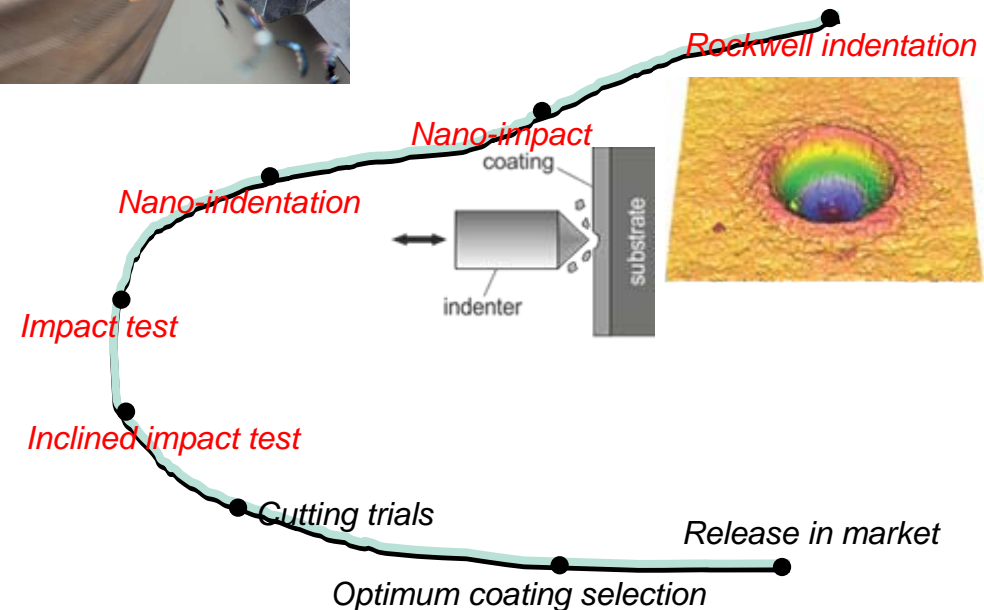 Rockwell indentation
Nano-impact
coating
Nano-indentation
substrate
indenter
Impact test
Inclined impact test
Cutting trials
Release in market
Optimum coating selection